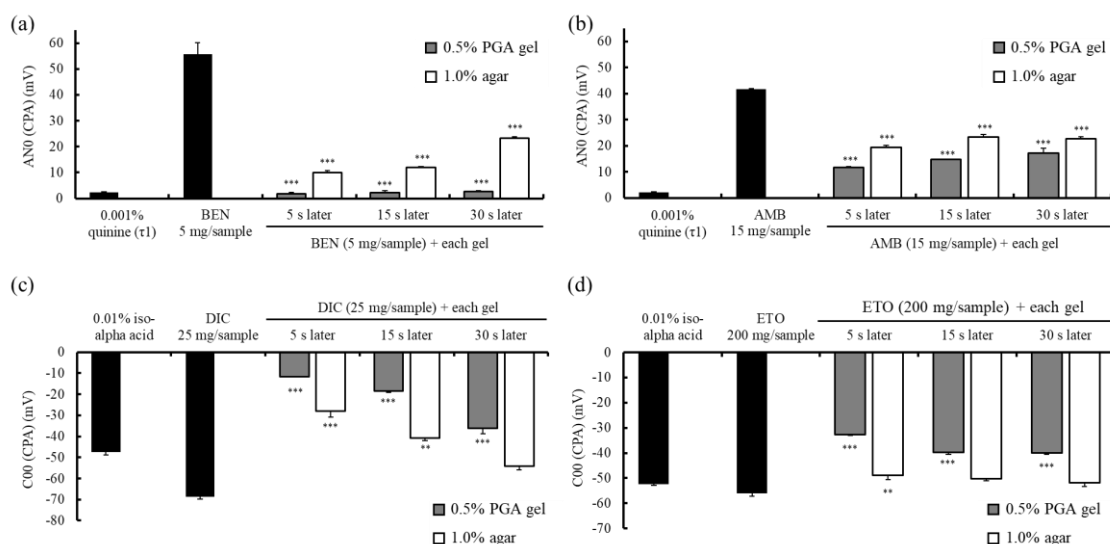 (a)
AN0 (CPA) (mV)
60
50
40
30
20
10
0
0.5% PGA gel
1.0% agar
***
***
***
***
***
***
0.001%
quinine (τ1)
BEN
5 mg/sample
5 s later
15 s later
30 s later
BEN (5 mg/sample) + each gel
(b)
AN0 (CPA) (mV)
60
50
40
30
20
10
0
0.5% PGA gel
1.0% agar
***
***
***
***
***
***
0.001%
quinine (τ1)
AMB
15 mg/sample
5 s later
15 s later
30 s later
AMB (15 mg/sample) + each gel
(c)
DIC (25 mg/sample) + each gel
0.01% iso-
alpha acid
DIC
25 mg/sample
5 s later
15 s later
30 s later
C00 (CPA) (mV)
0
-10
-20
-30
-40
-50
-60
-70
-80
***
***
***
**
***
0.5% PGA gel
1.0% agar
(d)
ETO (200 mg/sample) + each gel
0.01% iso-
alpha acid
ETO
200 mg/sample
5 s later
15 s later
30 s later
C00 (CPA) (mV)
0
-10
-20
-30
-40
-50
-60
-70
***
**
***
***
0.5% PGA gel
1.0% agar